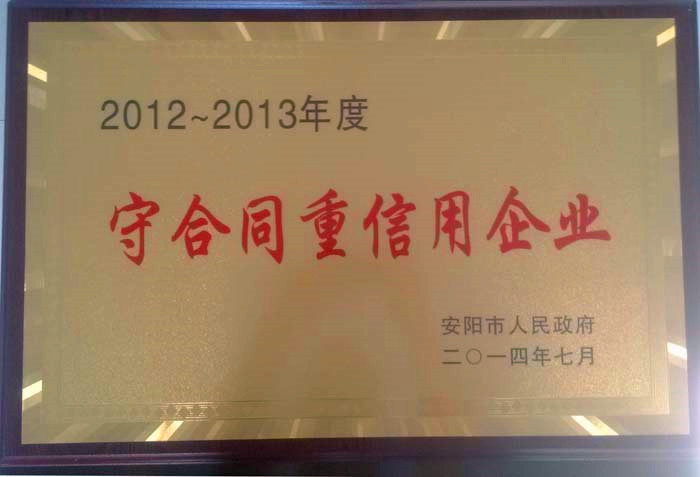 2012~2013年度
守合同重信用企业
安阳市人民政府
二〇一四年七月